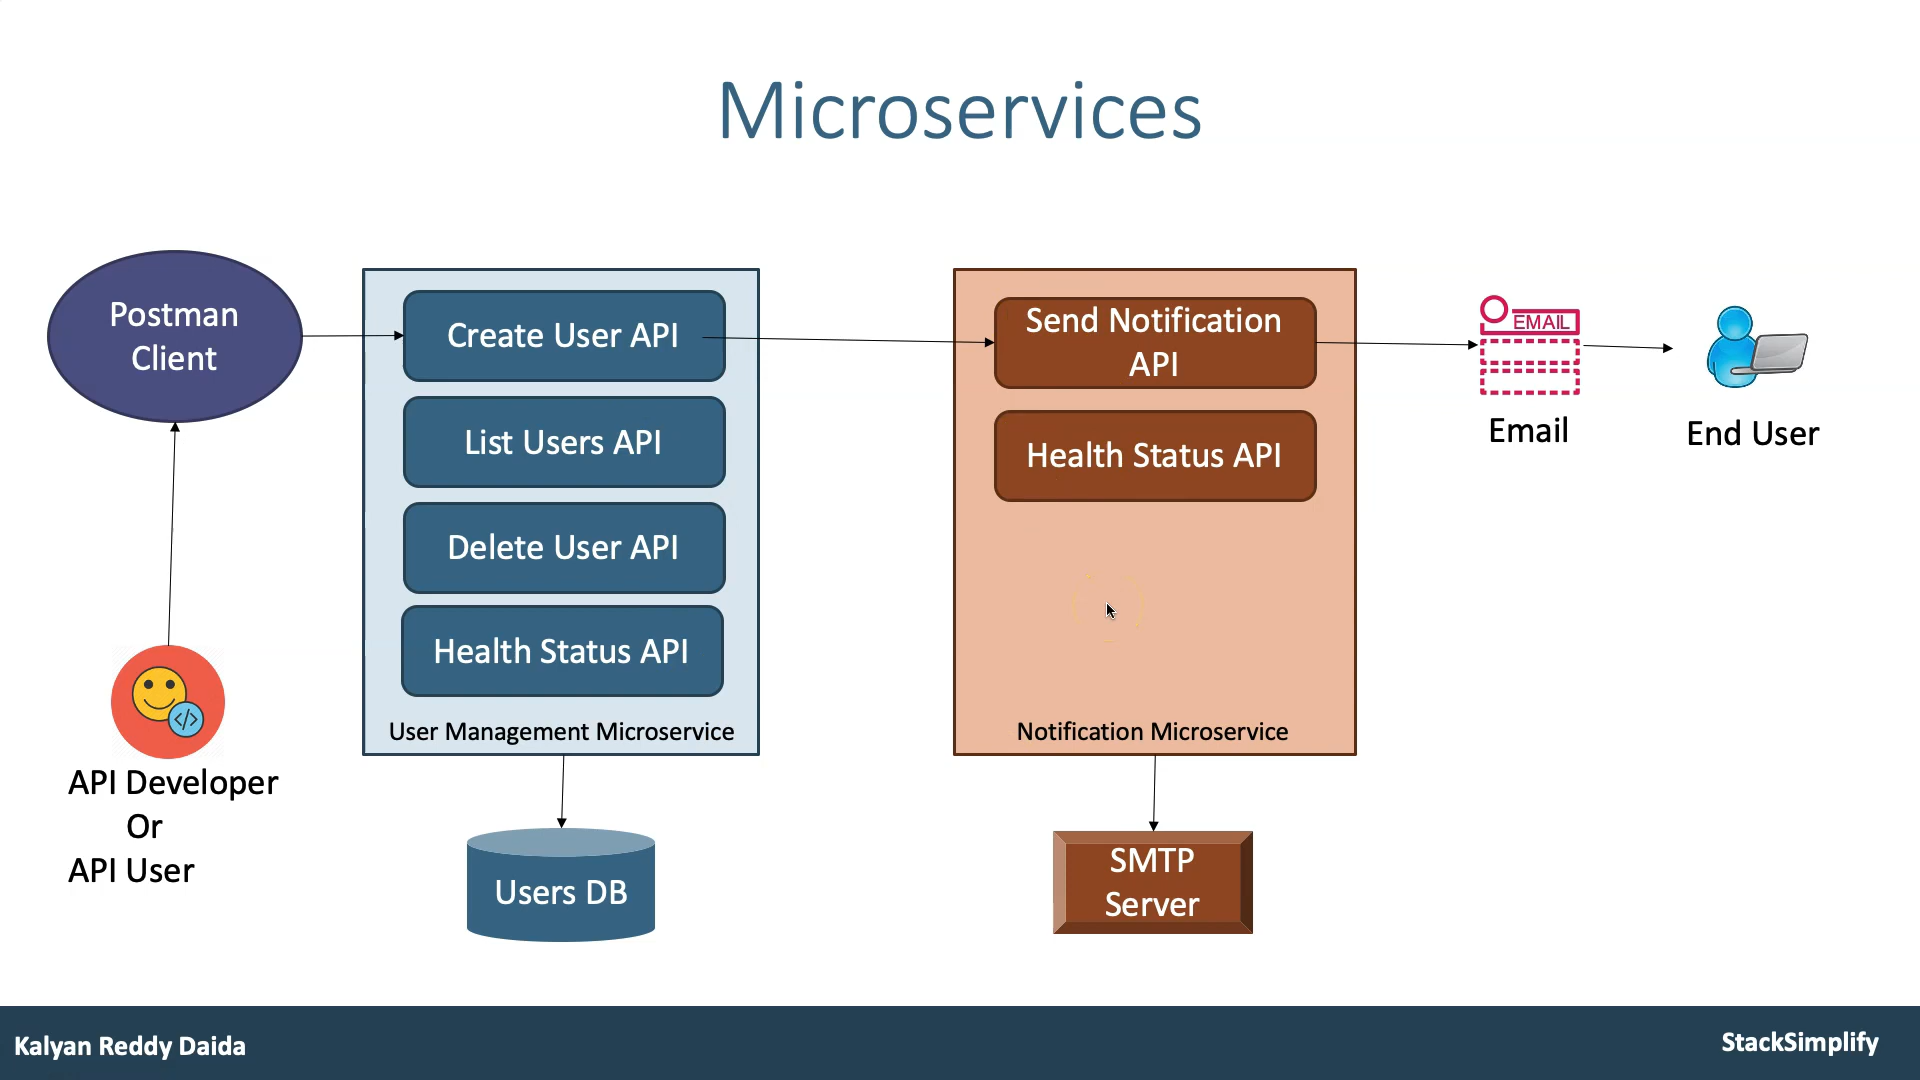 Microservices
Postman
Client
Create User API
List Users API
Delete User API
Health Status API
User Management Microservice
Users DB
Send Notification
API
Health Status API
Notification Microservice
SMTP
Server
EMAIL
Email
End User
</>
API Developer
Or
API User
Kalyan Reddy Daida
StackSimplify